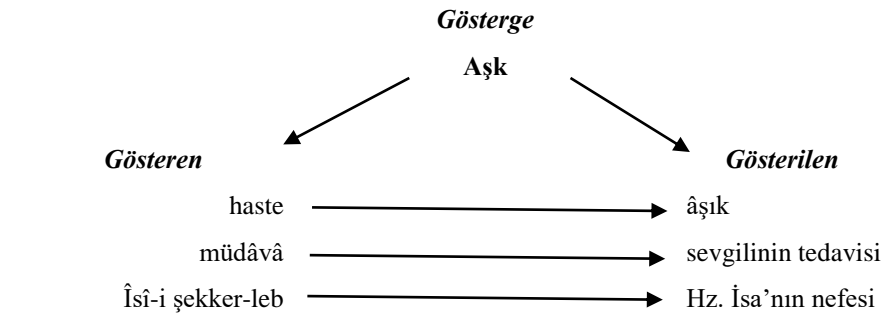 Gösterge
Aşk
Gösteren Gösterilen
haste âşık
müdâvâ sevgilinin tedavisi
Îsî-i şekker-leb Hz. İsa’nın nefesi